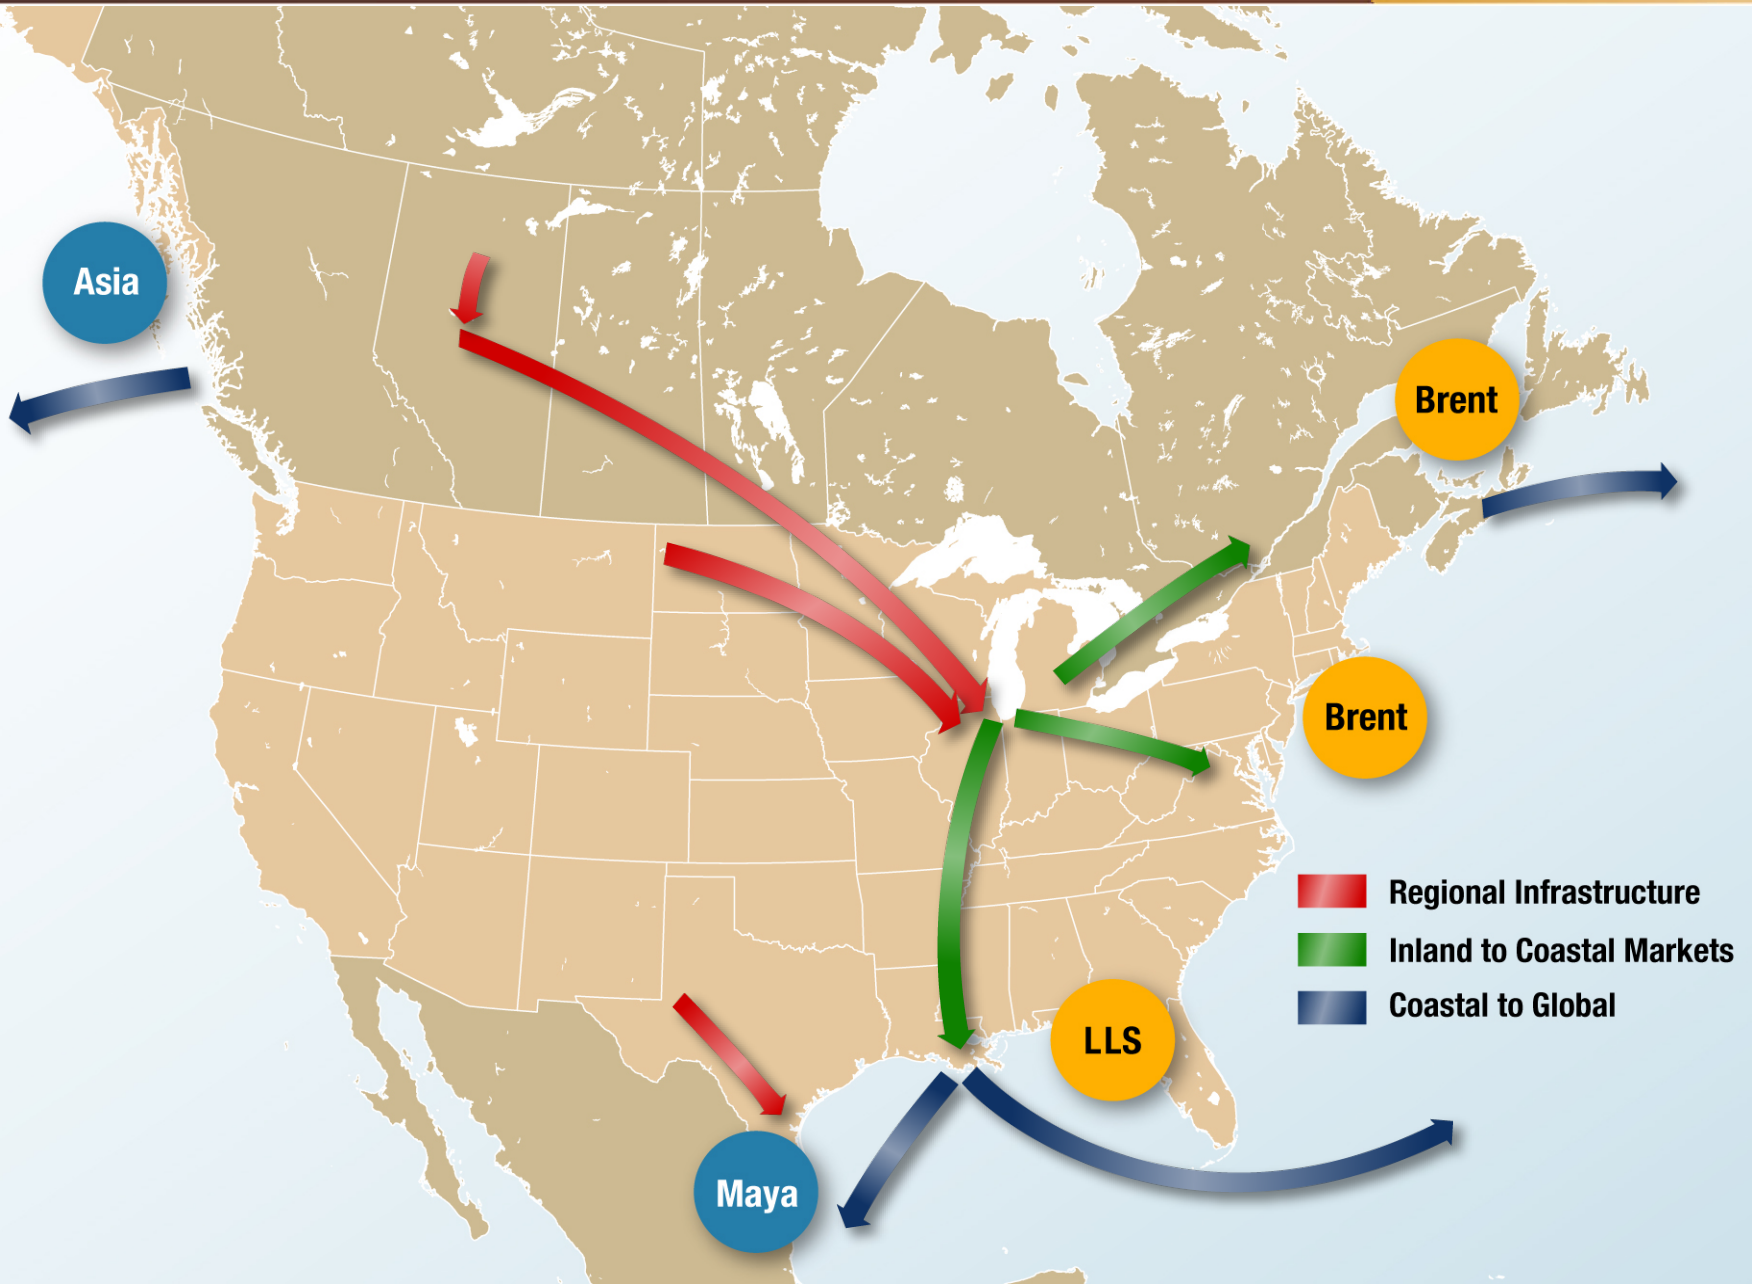 Asia
Brent
Brent
Regional Infrastructure
Inland to Coastal Markets
Coastal to Global
LLS
Maya